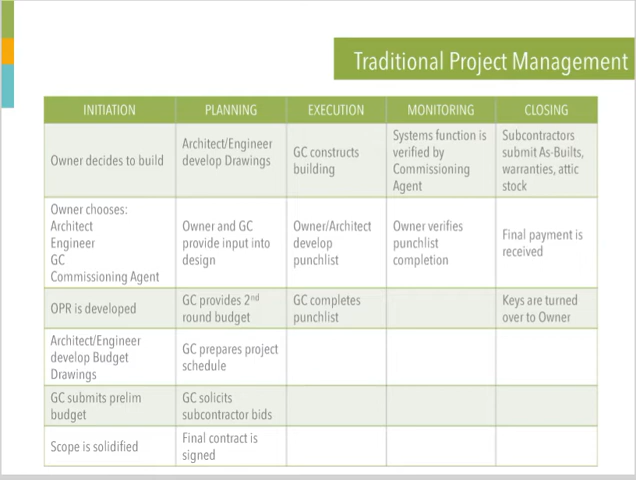 Traditional Project Management
INITIATION PLANNING EXECUTION MONITORING CLOSING
Owner decides to build
Architect/Engineer
develop Drawings
GC constructs
building
Systems function is
verified by
Commissioning
Agent
Subcontractors
submit As-Builts,
warranties, attic
stock
Owner chooses:
Architect
Engineer
GC
Commissioning Agent
Owner and GC
provide input into
design
Owner/Architect
develop
punchlist
Owner verifies
punchlist
completion
Final payment is
received
OPR is developed
GC provides 2nd
round budget
GC completes
punchlist
Keys are turned
over to Owner
Architect/Engineer
develop Budget
Drawings
GC prepares project
schedule
GC submits prelim
budget
GC solicits
subcontractor bids
Scope is solidified
Final contract is
signed